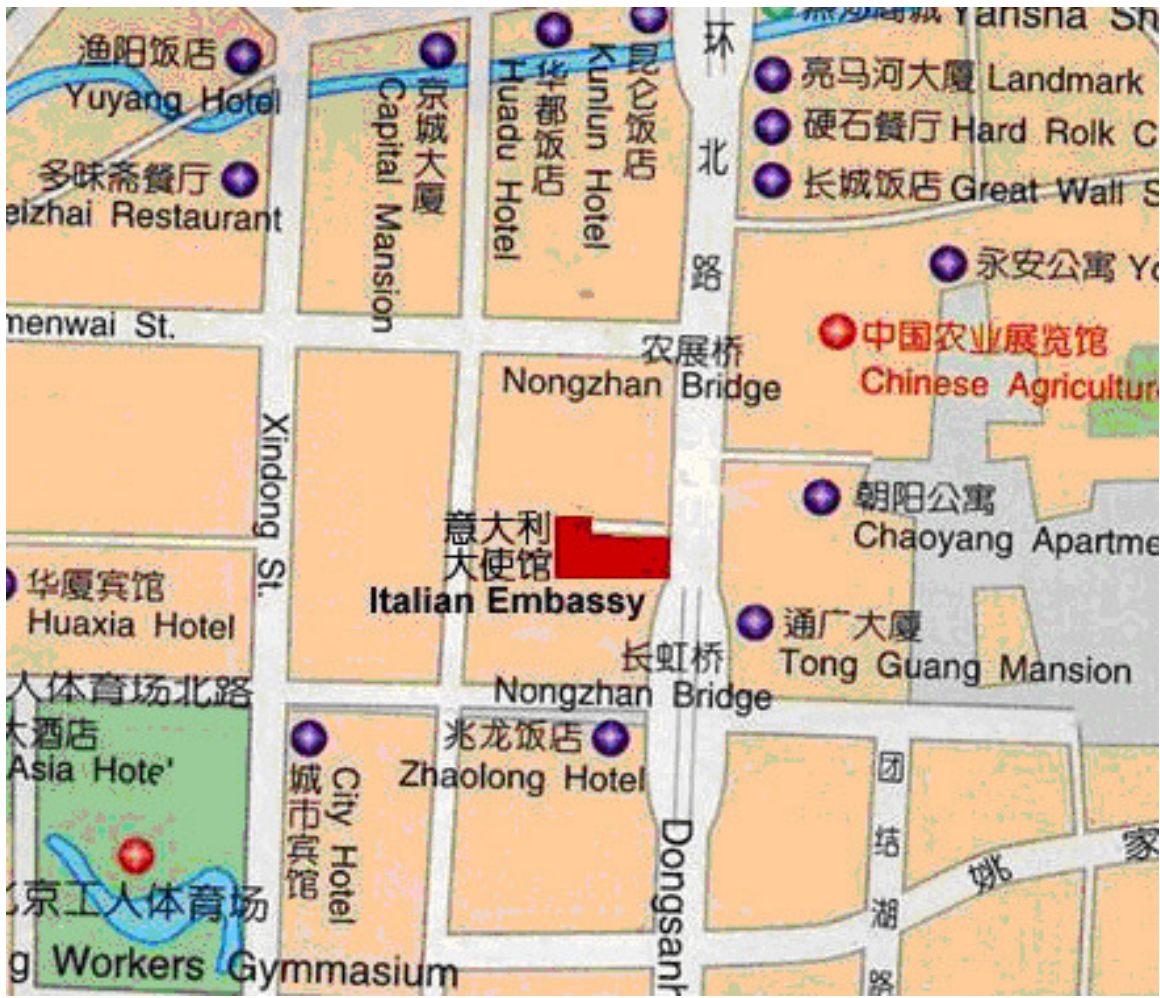 Yansha Sh
渔阳饭店
Yuyang Hotel
京城大厦
Capital Mansion
华都饭店
Huadu Hotel
昆仑饭店
Kunlun Hotel
环
北
路
亮马河大厦 Landmark
硬石餐厅 Hard Rolk C
长城饭店 Great Wall S
多味斋餐厅
eizhai Restaurant
永安公寓 Yo
menwai St.
农展桥
Nongzhan Bridge
中国农业展览馆
Chinese Agriculture
Xindong St.
意大利
大使馆
Italian Embassy
朝阳公寓
Chaoyang Apartme
华厦宾馆
Huaxia Hotel
通广大厦
Tong Guang Mansion
长虹桥
Nongzhan Bridge
人体育场北路
大酒店
Asia Hote'
城市宾馆
City Hotel
兆龙饭店
Zhaolong Hotel
团
结
湖
路
姚
家
Dongsanh
京工人体育场
g Workers Gymmasium